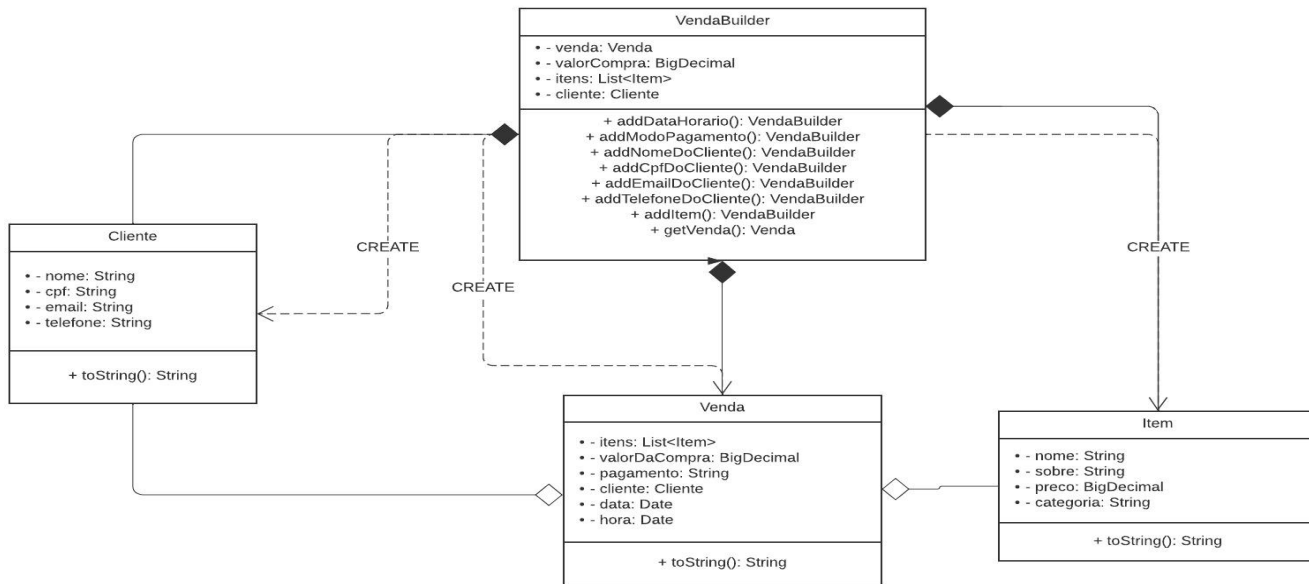 VendaBuilder
• - venda: Venda
• - valorCompra: BigDecimal
• - itens: List<Item>
• - cliente: Cliente
+ addDataHorario(): VendaBuilder
+ addModoPagamento(): VendaBuilder
+ addNomeDoCliente(): VendaBuilder
+ addCpfDoCliente(): VendaBuilder
+ addEmailDoCliente(): VendaBuilder
+ addTelefoneDoCliente(): VendaBuilder
+ addItem(): VendaBuilder
+ getVenda(): Venda
Cliente
• - nome: String
• - cpf: String
• - email: String
• - telefone: String
+ toString(): String
CREATE
CREATE
CREATE
Venda
• - itens: List<Item>
• - valorDaCompra: BigDecimal
• - pagamento: String
• - cliente: Cliente
• - data: Date
• - hora: Date
+ toString(): String
Item
• - nome: String
• - sobre: String
• - preco: BigDecimal
• - categoria: String
+ toString(): String